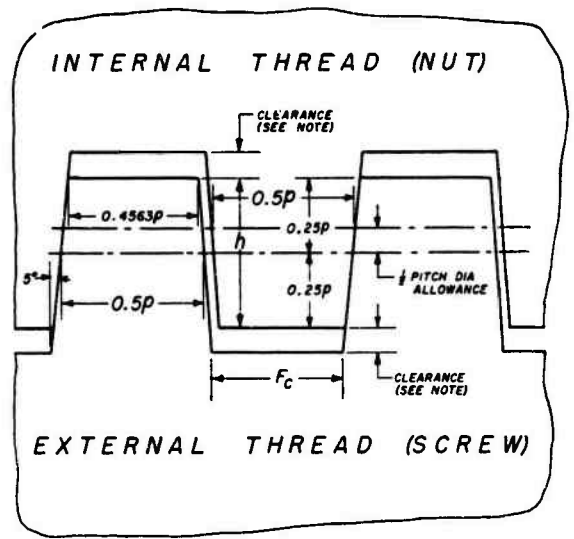 INTERNAL THREAD (NUT)
CLEARANCE
(SEE NOTE)
0.5p
0.4563p
0.25p
h
5°
½ PITCH DIA
ALLOWANCE
0.5p
0.25p
Fc
CLEARANCE
(SEE NOTE)
EXTERNAL THREAD (SCREW)